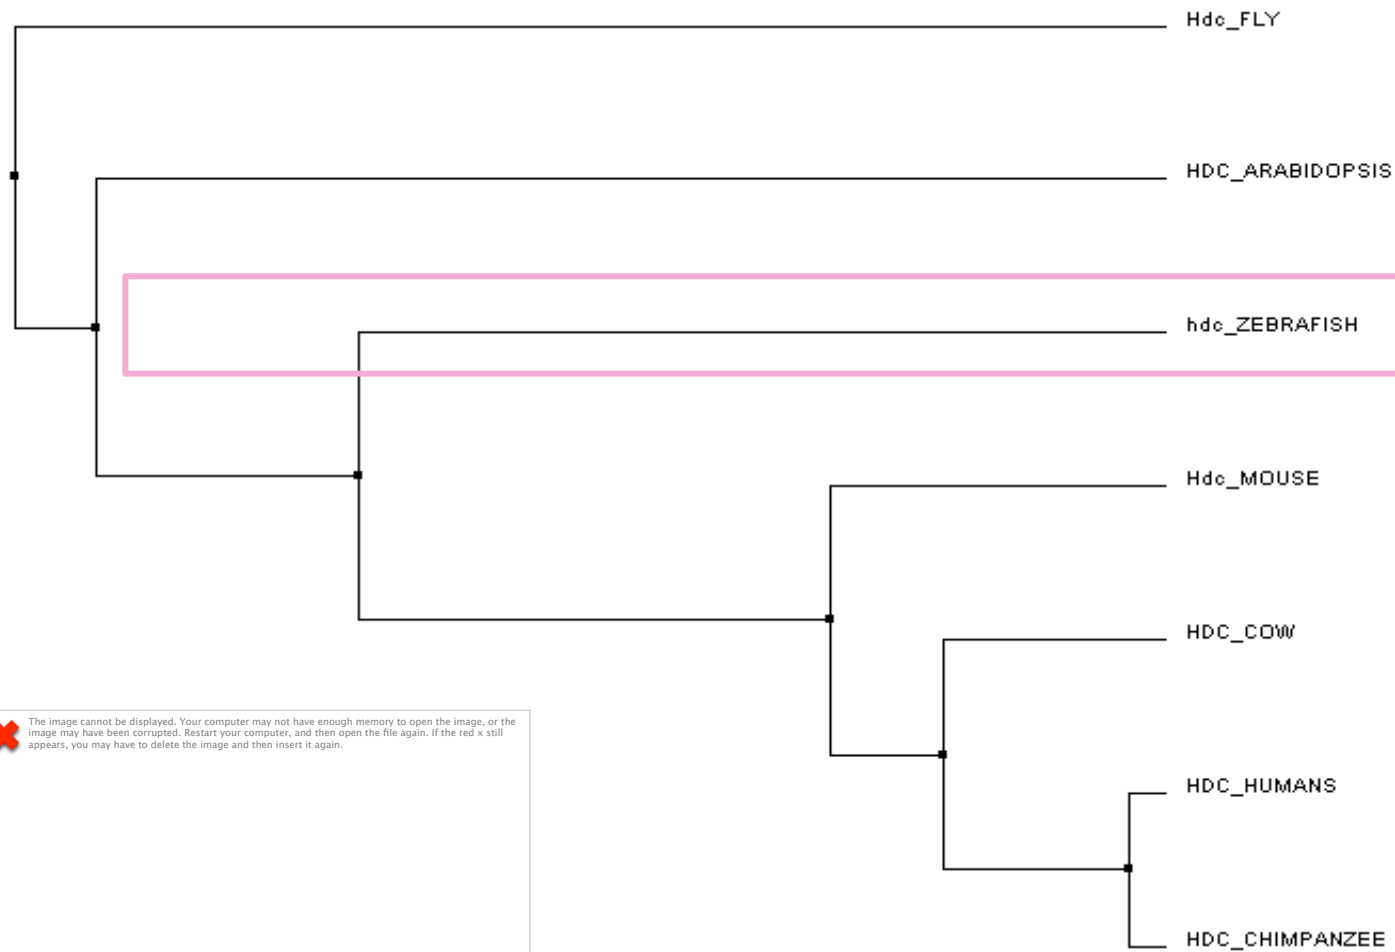 Hdc_FLY
HDC_ARABIDOPSIS
hdc_ZEBRAFISH
Hdc_MOUSE
HDC_COW
The image cannot be displayed. Your computer may not have enough memory to open the image, or the
image may have been corrupted. Restart your computer, and then open the file again. If the red x still
appears, you may have to delete the image and then insert it again.
HDC_HUMANS
HDC_CHIMPANZEE